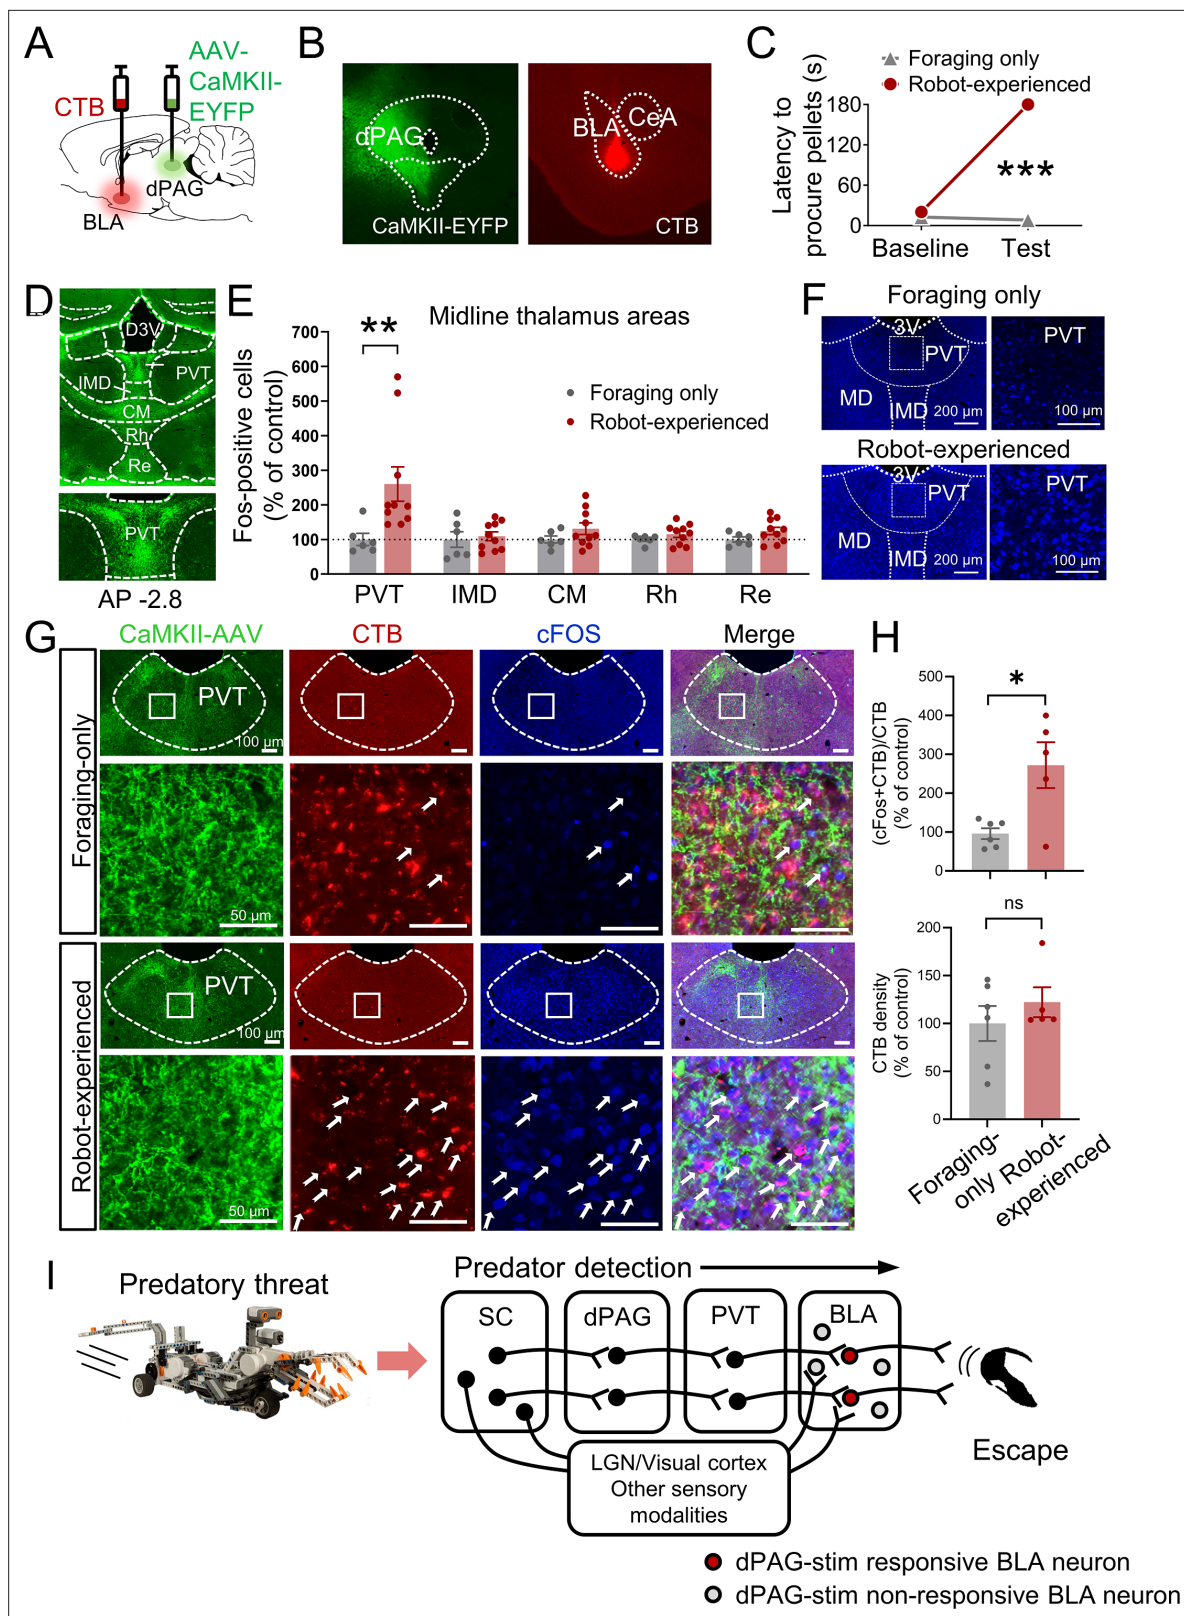 A
AAV-
CaMKII-
EYFP
CTB
dPAG
BLA
B
dPAG
CaMKII-EYFP
BLA
CeA
CTB
C
Foraging only
Robot-experienced
Latency to
procure pellets (s)
180
120
60
0
***
Baseline
Test
D
D3V
IMD
PVT
CM
Rh
Re
PVT
AP -2.8
E
Midline thalamus areas
Fos-positive cells
(% of control)
700
600
500
400
300
200
100
0
**
Foraging only
Robot-experienced
PVT
IMD
CM
Rh
Re
F
Foraging only
3V
PVT
MD
IMD
200 µm
PVT
100 µm
Robot-experienced
3V
PVT
MD
IMD
200 µm
PVT
100 µm
G
CaMKII-AAV
CTB
cFOS
Merge
Foraging-only
PVT
100 µm
50 µm
Robot-experienced
PVT
100 µm
50 µm
H
(cFos+CTB)/CTB
(% of control)
500
400
300
200
100
0
*
CTB density
(% of control)
200
150
100
50
0
ns
Foraging-
only
Robot-
experienced
I
Predatory threat
Predator detection
SC
dPAG
PVT
BLA
LGN/Visual cortex
Other sensory
modalities
Escape
dPAG-stim responsive BLA neuron
dPAG-stim non-responsive BLA neuron